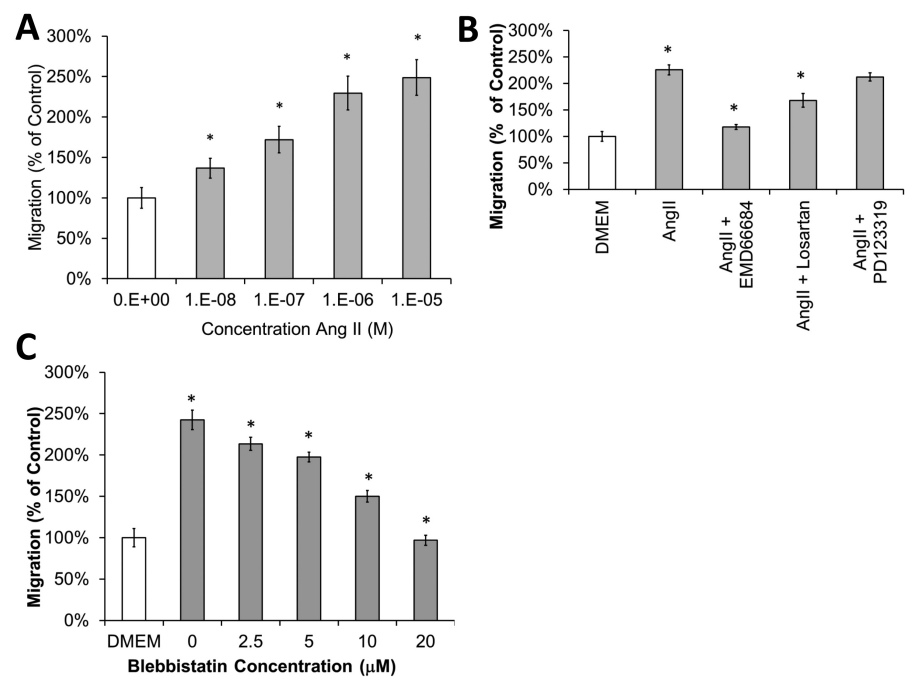 A
Migration (% of Control)
300%
250%
200%
150%
100%
50%
0%
*
*
*
*
0.E+00 1.E-08 1.E-07 1.E-06 1.E-05
Concentration Ang II (M)
B
Migration (% of Control)
300%
250%
200%
150%
100%
50%
0%
*
*
*
DMEM
AngII
AngII +
EMD66684
AngII + Losartan
AngII +
PD123319
C
Migration (% of Control)
300%
250%
200%
150%
100%
50%
0%
*
*
*
*
*
DMEM 0 2.5 5 10 20
Blebbistatin Concentration (μM)